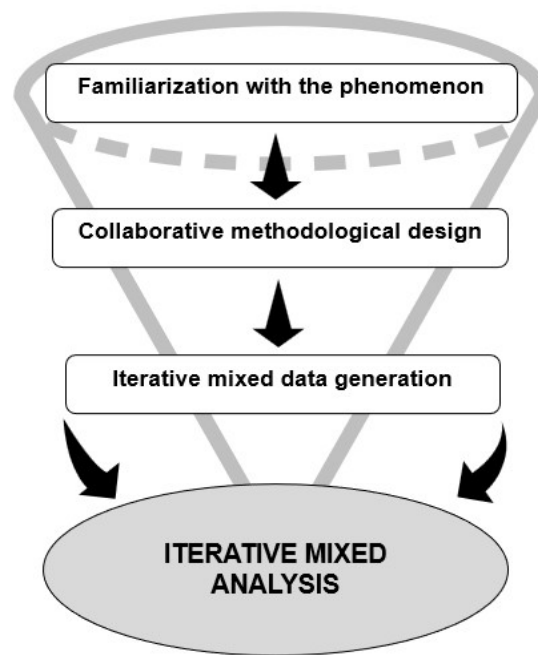 Familiarization with the phenomenon
Collaborative methodological design
Iterative mixed data generation
ITERATIVE MIXED
ANALYSIS